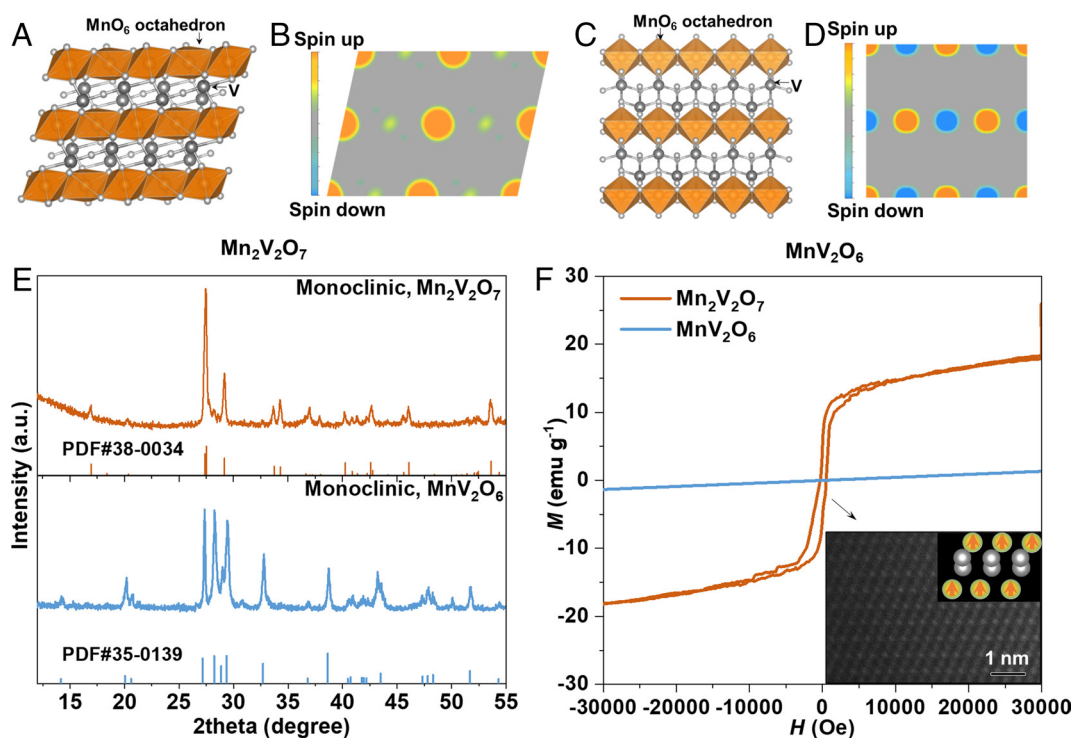 A
MnO6 octahedron
V
B
Spin up
Spin down
C
MnO6 octahedron
V
D
Spin up
Spin down
Mn2V2O7
MnV2O6
E
Monoclinic, Mn2V2O7
PDF#38-0034
Monoclinic, MnV2O6
PDF#35-0139
Intensity (a.u.)
15 20 25 30 35 40 45 50 55
2theta (degree)
F
Mn2V2O7
MnV2O6
M (emu g-1)
30
20
10
0
-10
-20
-30
1 nm
-30000 -20000 -10000 0 10000 20000 30000
H (Oe)